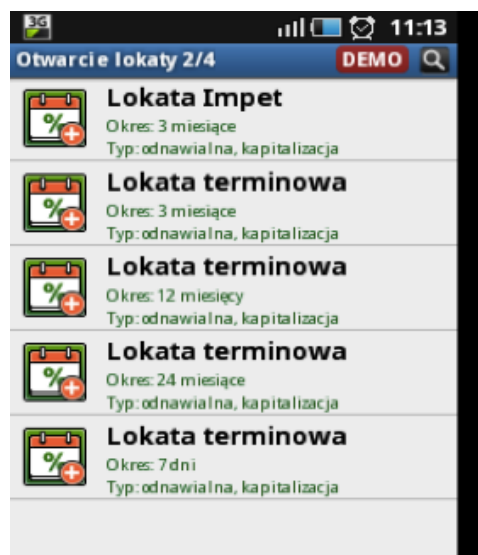 3G 11:13
Otwarcie lokaty 2/4 DEMO
Lokata Impet
Okres: 3 miesiące
Typ: odnawialna, kapitalizacja
Lokata terminowa
Okres: 3 miesiące
Typ: odnawialna, kapitalizacja
Lokata terminowa
Okres: 12 miesięcy
Typ: odnawialna, kapitalizacja
Lokata terminowa
Okres: 24 miesiące
Typ: odnawialna, kapitalizacja
Lokata terminowa
Okres: 7 dni
Typ: odnawialna, kapitalizacja